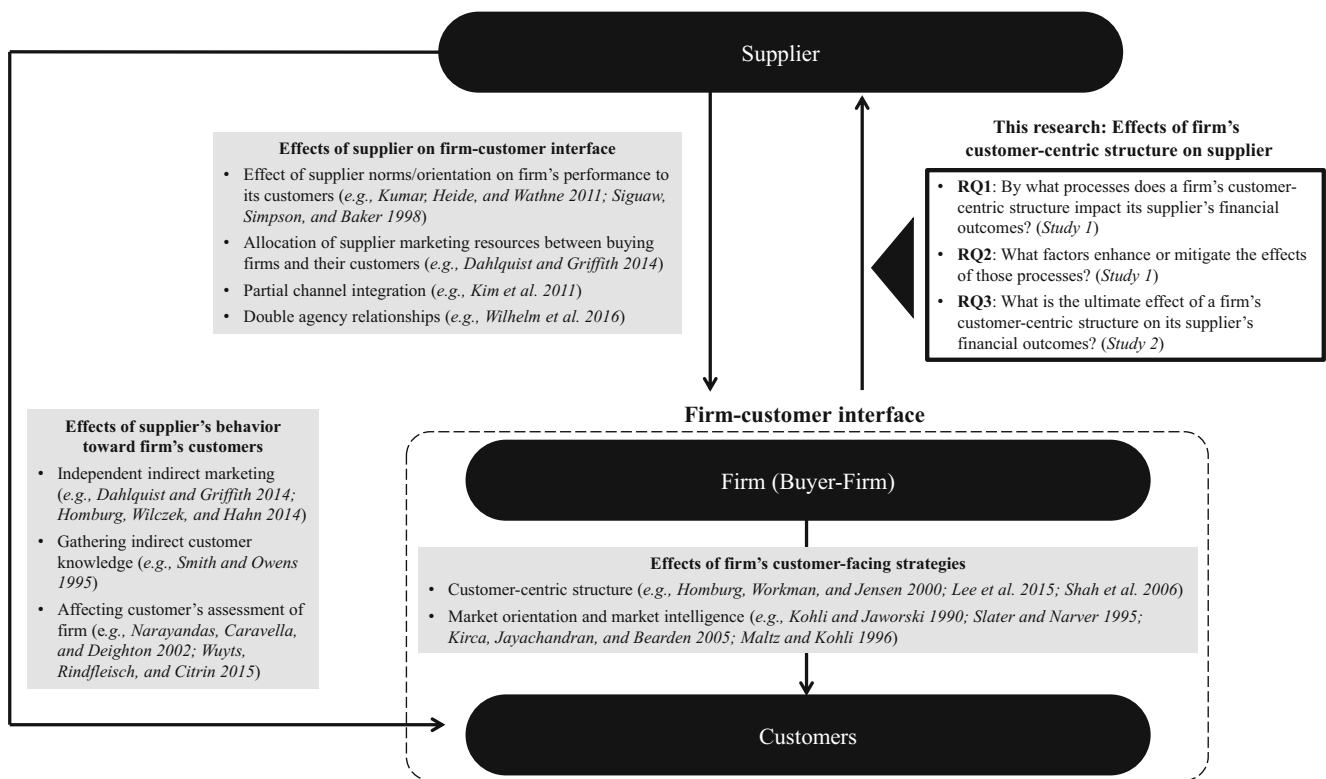 Supplier
Effects of supplier on firm-customer interface
• Effect of supplier norms/orientation on firm's performance to
its customers (e.g., Kumar, Heide, and Wathne 2011; Siguaw,
Simpson, and Baker 1998)
• Allocation of supplier marketing resources between buying
firms and their customers (e.g., Dahlquist and Griffith 2014)
• Partial channel integration (e.g., Kim et al. 2011)
• Double agency relationships (e.g., Wilhelm et al. 2016)
This research: Effects of firm's
customer-centric structure on supplier
• RQ1: By what processes does a firm's customer-
centric structure impact its supplier's financial
outcomes? (Study 1)
• RQ2: What factors enhance or mitigate the effects
of those processes? (Study 1)
• RQ3: What is the ultimate effect of a firm's
customer-centric structure on its supplier's
financial outcomes? (Study 2)
Effects of supplier's behavior
toward firm's customers
• Independent indirect marketing
(e.g., Dahlquist and Griffith 2014;
Homburg, Wilczek, and Hahn 2014)
• Gathering indirect customer
knowledge (e.g., Smith and Owens
1995)
• Affecting customer's assessment of
firm (e.g., Narayandas, Caravella,
and Deighton 2002; Wuyts,
Rindfleisch, and Citrin 2015)
Firm-customer interface
Firm (Buyer-Firm)
Effects of firm's customer-facing strategies
• Customer-centric structure (e.g., Homburg, Workman, and Jensen 2000; Lee et al. 2015; Shah et al. 2006)
• Market orientation and market intelligence (e.g., Kohli and Jaworski 1990; Slater and Narver 1995;
Kirca, Jayachandran, and Bearden 2005; Maltz and Kohli 1996)
Customers